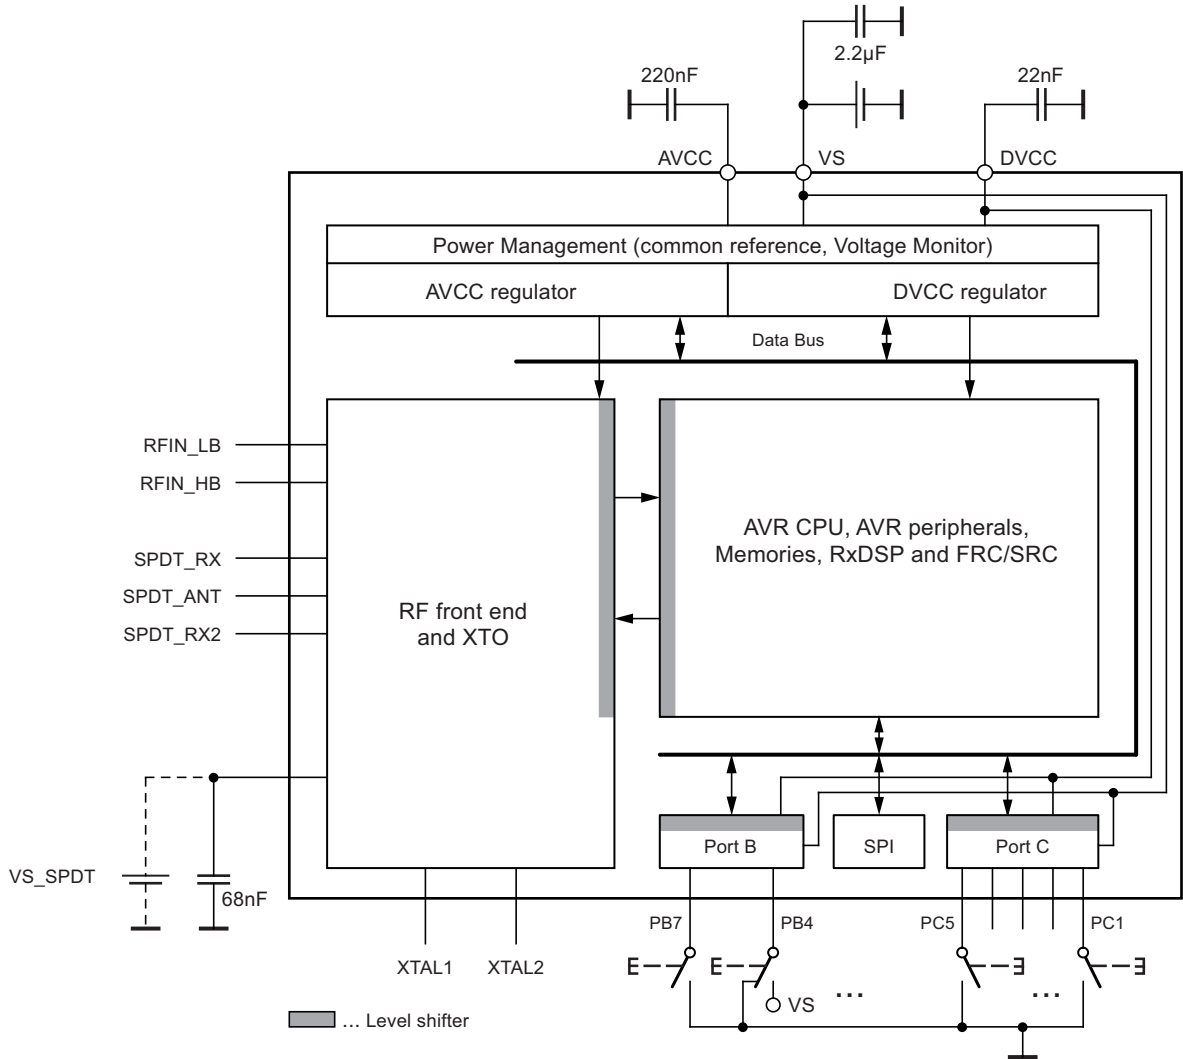 2.2µF
220nF
22nF
AVCC
VS
DVCC
Power Management (common reference, Voltage Monitor)
AVCC regulator
DVCC regulator
Data Bus
RFIN_LB
RFIN_HB
SPDT_RX
SPDT_ANT
SPDT_RX2
AVR CPU, AVR peripherals,
Memories, RxDSP and FRC/SRC
RF front end
and XTO
VS_SPDT
68nF
Port B
SPI
Port C
PB7
PB4
PC5
PC1
XTAL1
XTAL2
VS
...
...
... Level shifter